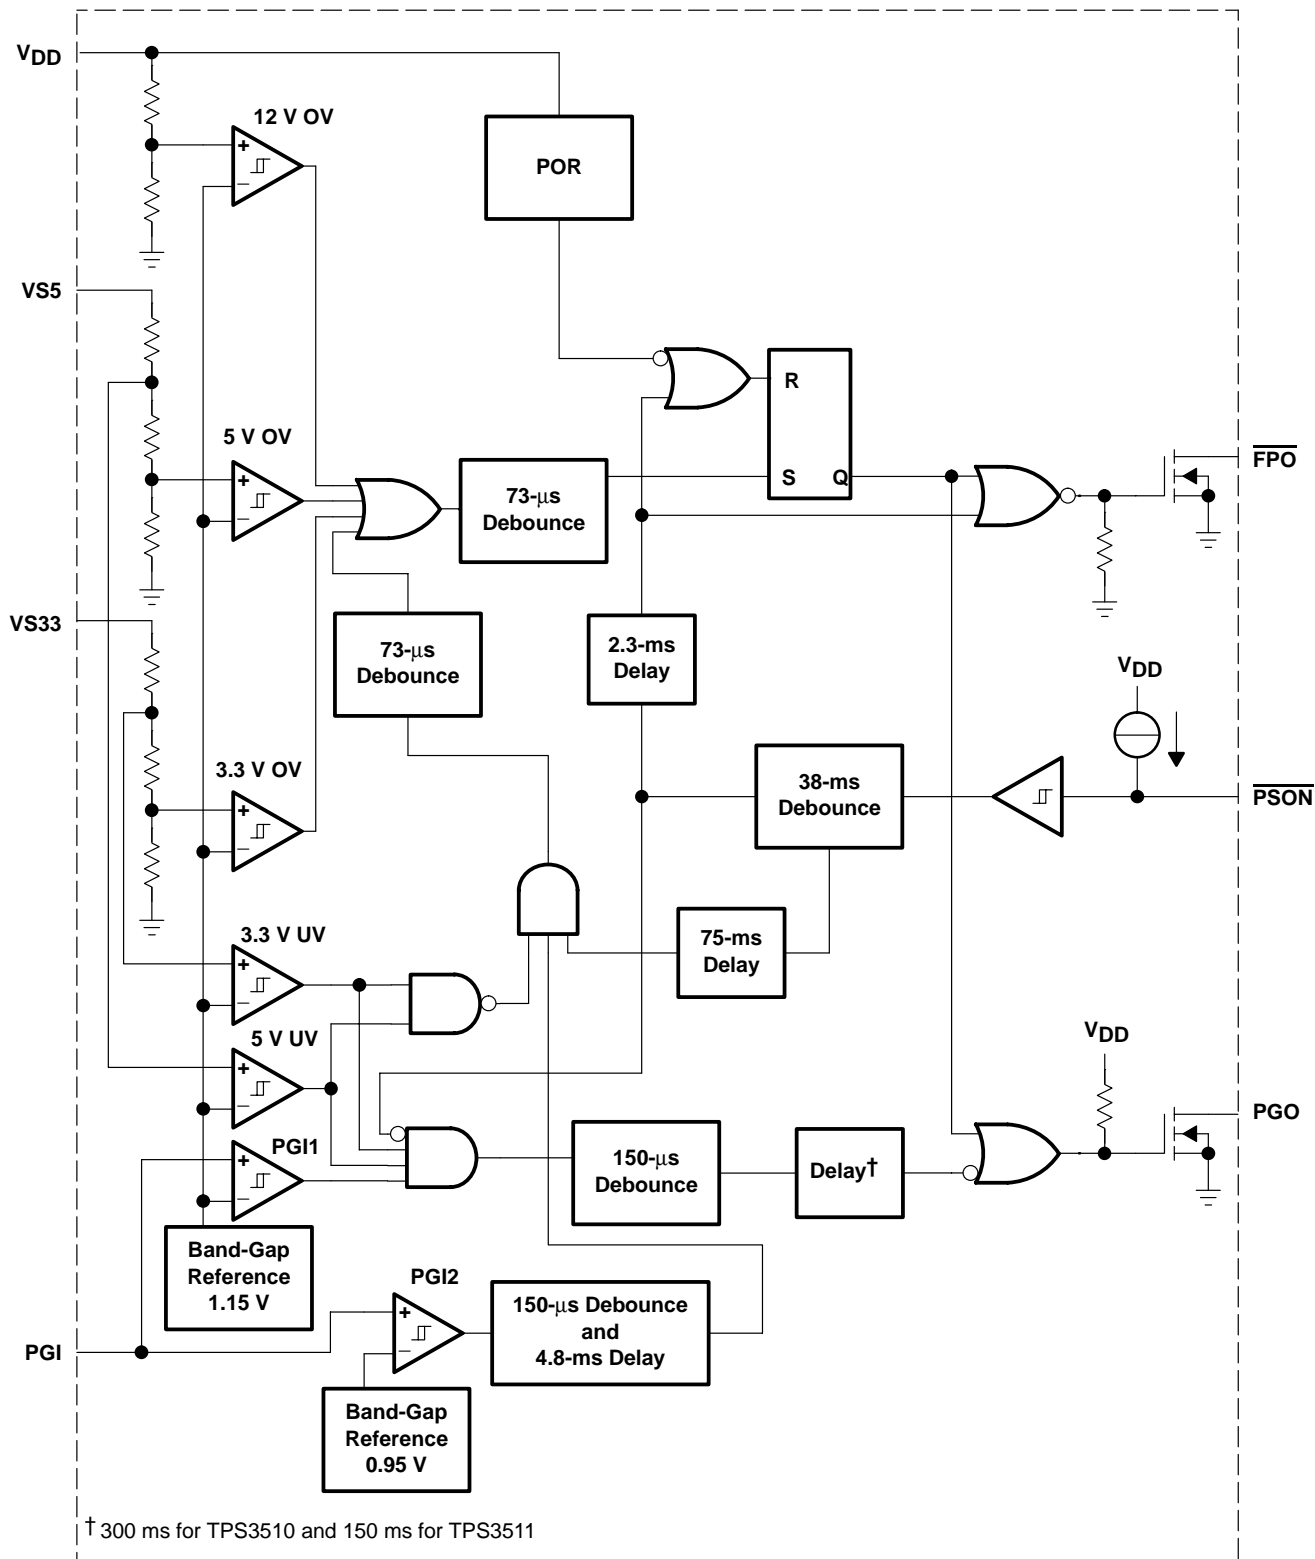 VDD
12 V OV
+
−
POR
VS5
R
5 V OV
+
−
S
Q
FPO
73-μs
Debounce
VS33
73-μs
Debounce
2.3-ms
Delay
VDD
3.3 V OV
+
−
38-ms
Debounce
PSON
3.3 V UV
+
−
75-ms
Delay
5 V UV
+
−
VDD
PGO
PGI1
+
−
150-μs
Debounce
Delay†
Band-Gap
Reference
1.15 V
PGI2
+
−
150-μs Debounce
and
4.8-ms Delay
PGI
Band-Gap
Reference
0.95 V
† 300 ms for TPS3510 and 150 ms for TPS3511